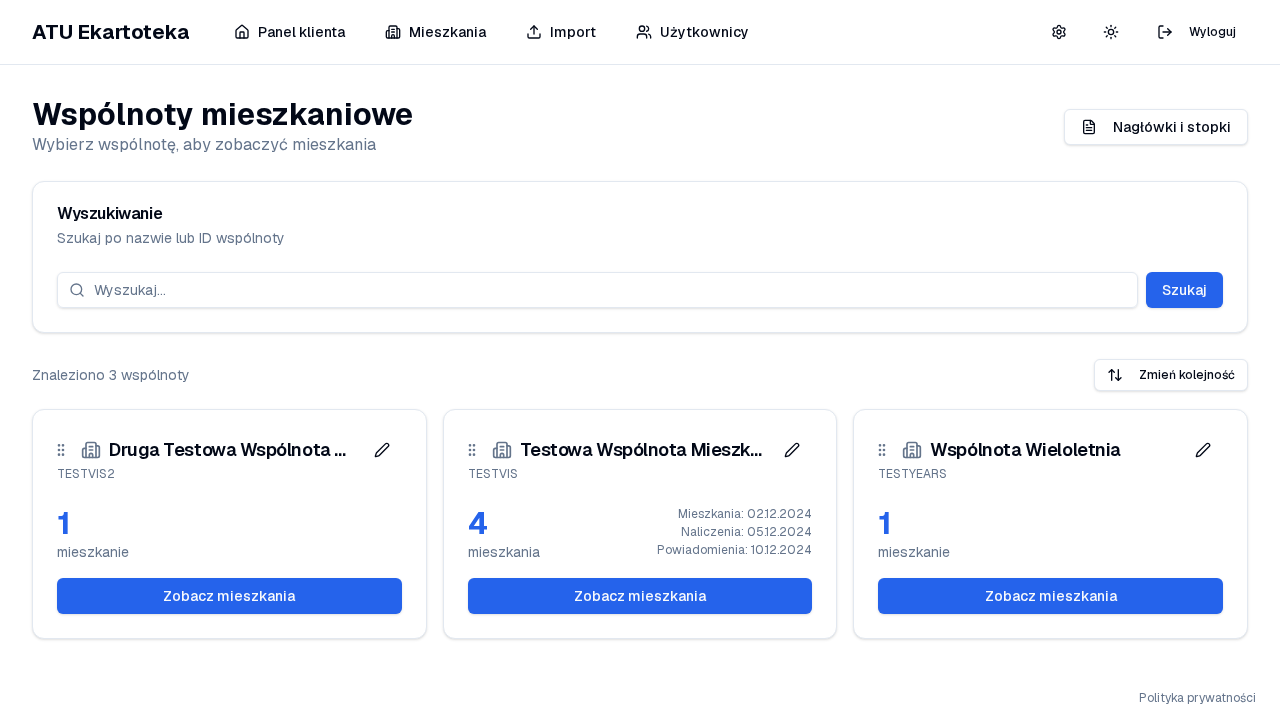 ATU Ekartoteka
Panel klienta
Mieszkania
Import
Użytkownicy
Wyloguj
Wspólnoty mieszkaniowe
Wybierz wspólnotę, aby zobaczyć mieszkania
Nagłówki i stopki
Wyszukiwanie
Szukaj po nazwie lub ID wspólnoty
Wyszukaj...
Szukaj
Znaleziono 3 wspólnoty
Zmień kolejność
Druga Testowa Wspólnota ...
TESTVIS2
1
mieszkanie
Zobacz mieszkania
Testowa Wspólnota Mieszk...
TESTVIS
4
mieszkania
Mieszkania: 02.12.2024
Naliczenia: 05.12.2024
Powiadomienia: 10.12.2024
Zobacz mieszkania
Wspólnota Wieloletnia
TESTYEARS
1
mieszkanie
Zobacz mieszkania
Polityka prywatności